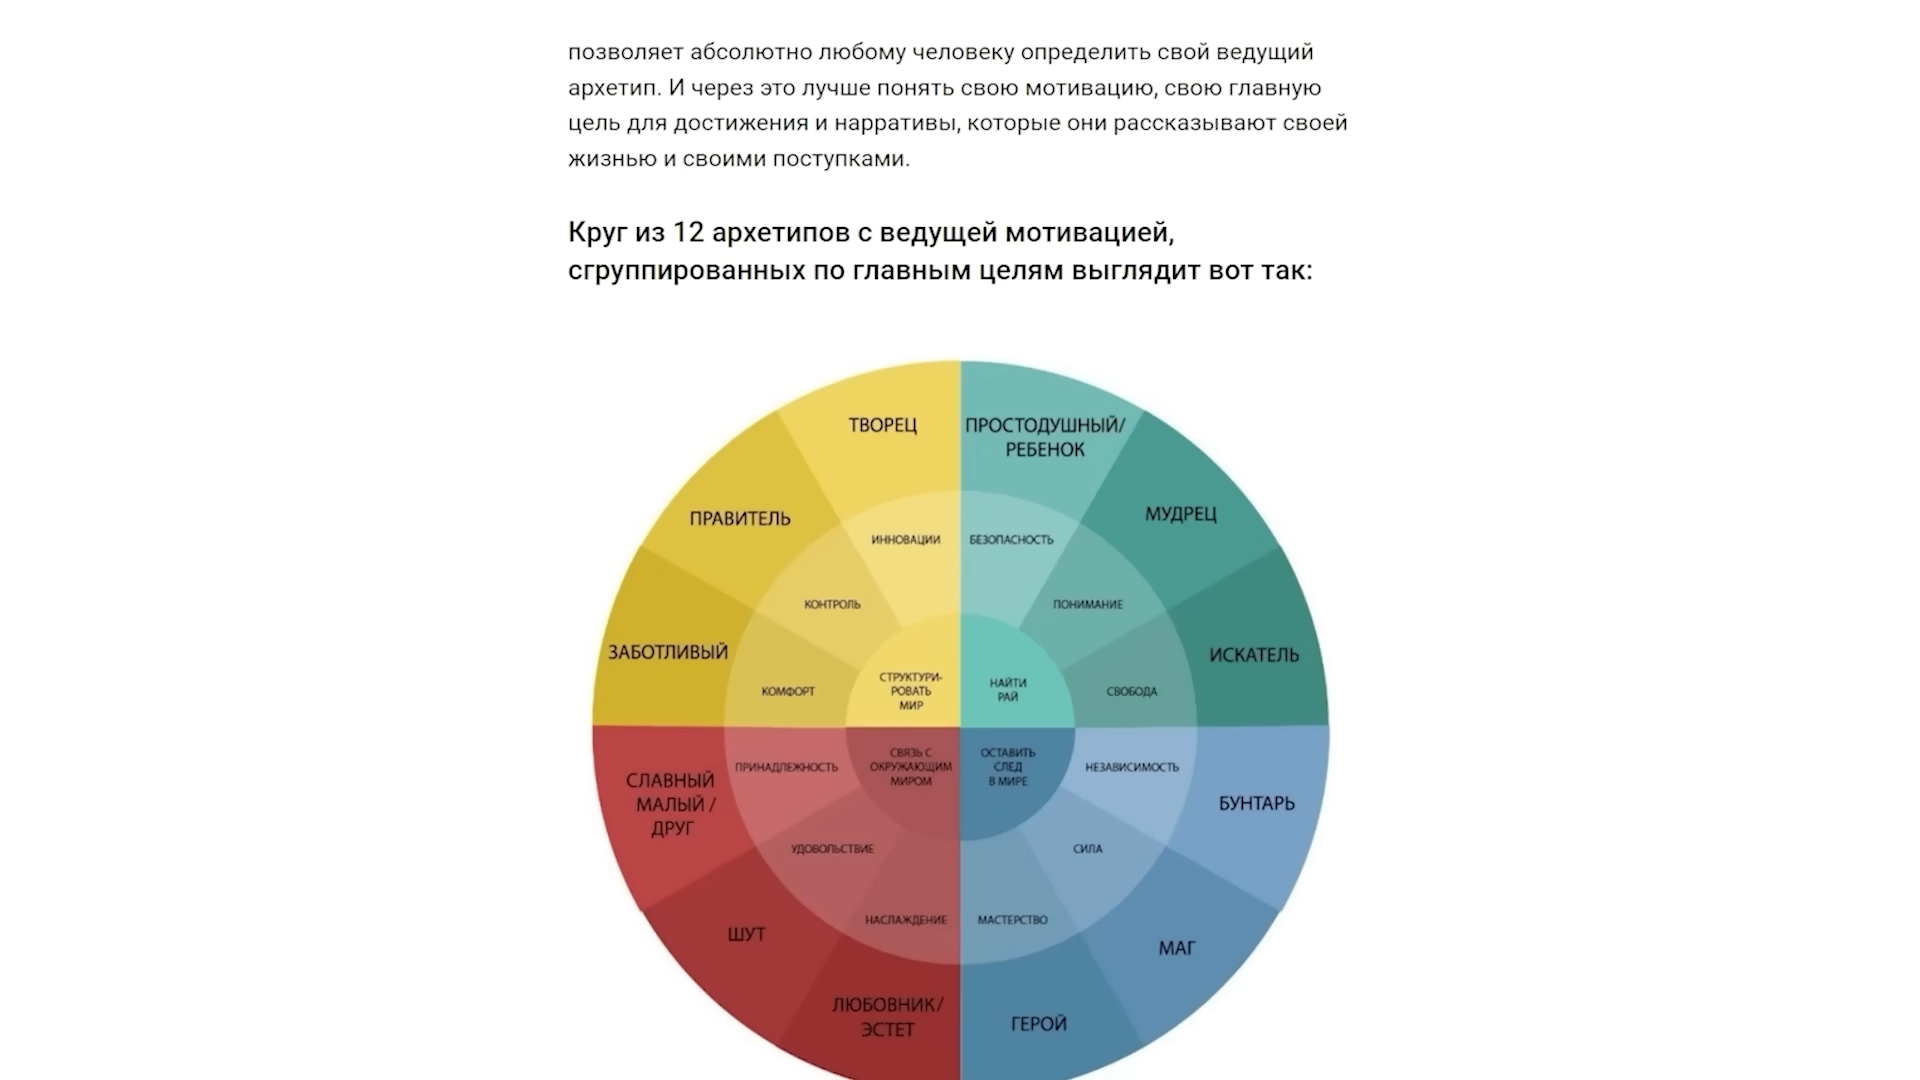 позволяет абсолютно любому человеку определить свой ведущий
архетип. И через это лучше понять свою мотивацию, свою главную
цель для достижения и нарративы, которые они рассказывают своей
жизнью и своими поступками.
Круг из 12 архетипов с ведущей мотивацией,
сгруппированных по главным целям выглядит вот так:
ТВОРЕЦ
ПРОСТОДУШНЫЙ/
РЕБЕНОК
ПРАВИТЕЛЬ
МУДРЕЦ
ИННОВАЦИИ
БЕЗОПАСНОСТЬ
КОНТРОЛЬ
ПОНИМАНИЕ
ЗАБОТЛИВЫЙ
ИСКАТЕЛЬ
КОМФОРТ
СТРУКТУРИ-
РОВАТЬ
МИР
НАЙТИ
РАЙ
СВОБОДА
ПРИНАДЛЕЖНОСТЬ
СВЯЗЬ С
ОКРУЖАЮЩИМ
МИРОМ
ОСТАВИТЬ
СЛЕД
В МИРЕ
НЕЗАВИСИМОСТЬ
СЛАВНЫЙ
МАЛЫЙ /
ДРУГ
БУНТАРЬ
УДОВОЛЬСТВИЕ
СИЛА
НАСЛАЖДЕНИЕ
МАСТЕРСТВО
ШУТ
МАГ
ЛЮБОВНИК/
ЭСТЕТ
ГЕРОЙ